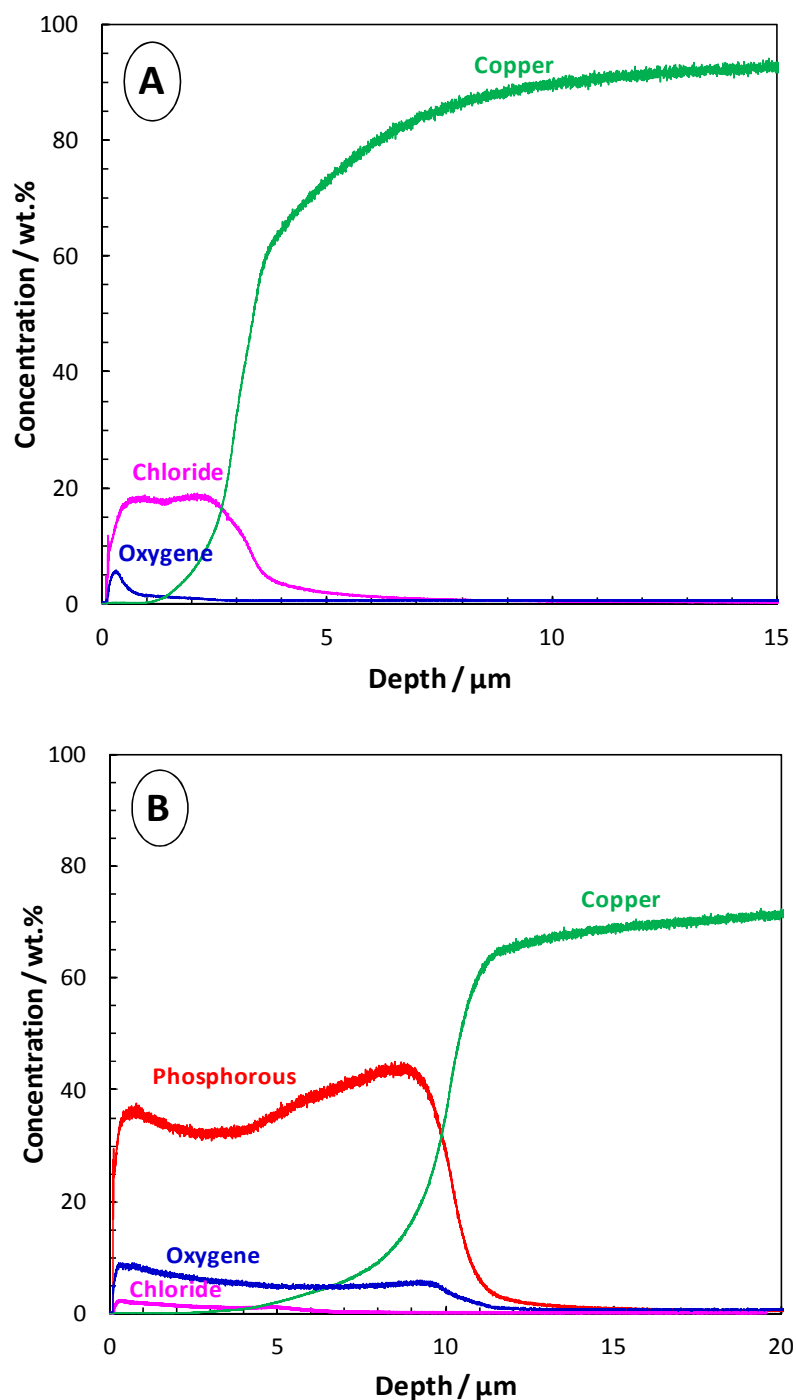 A
100
80
60
40
20
0
Concentration / wt.%
Copper
Chloride
Oxygene
0 5 10 15
Depth / µm
B
100
80
60
40
20
0
Concentration / wt.%
Copper
Phosphorous
Oxygene
Chloride
0 5 10 15 20
Depth / µm